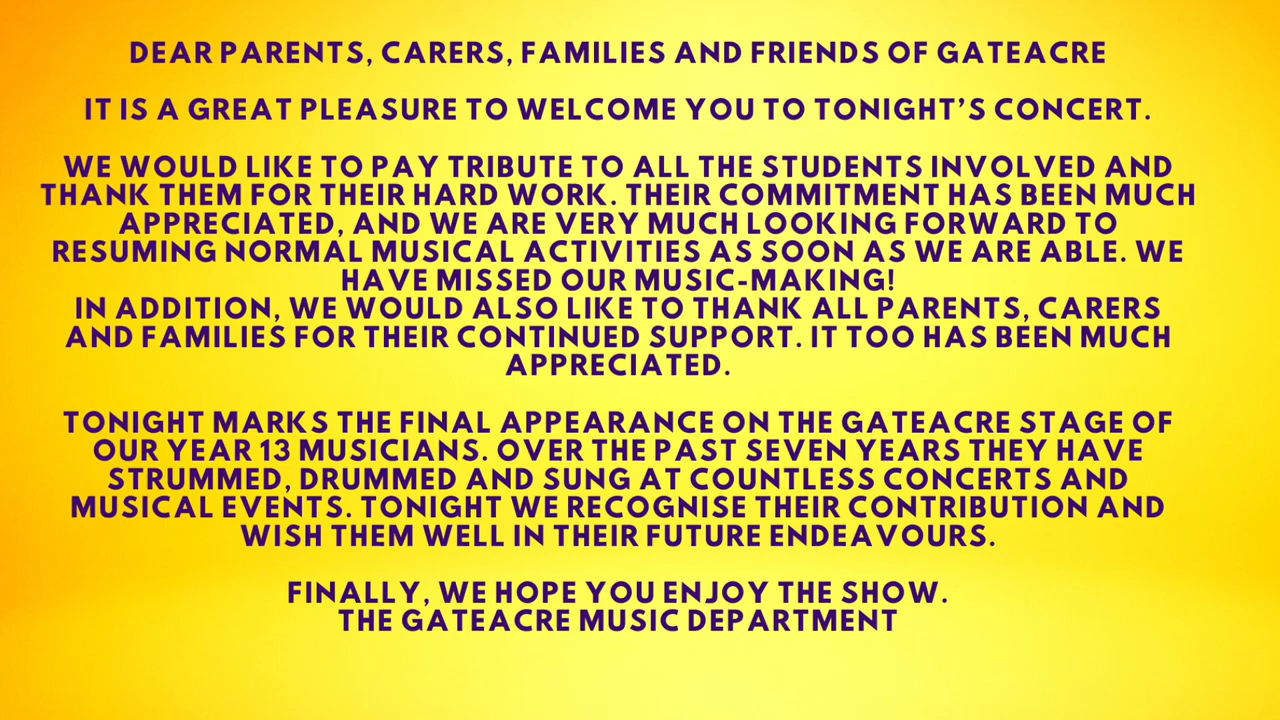 DEAR PARENTS, CARERS, FAMILIES AND FRIENDS OF GATEACRE
IT IS A GREAT PLEASURE TO WELCOME YOU TO TONIGHT'S CONCERT.
WE WOULD LIKE TO PAY TRIBUTE TO ALL THE STUDENTS INVOLVED AND
THANK THEM FOR THEIR HARD WORK. THEIR COMMITMENT HAS BEEN MUCH
APPRECIATED, AND WE ARE VERY MUCH LOOKING FORWARD TO
RESUMING NORMAL MUSICAL ACTIVITIES AS SOON AS WE ARE ABLE. WE
HAVE MISSED OUR MUSIC-MAKING!
IN ADDITION, WE WOULD ALSO LIKE TO THANK ALL PARENTS, CARERS
AND FAMILIES FOR THEIR CONTINUED SUPPORT. IT TOO HAS BEEN MUCH
APPRECIATED.
TONIGHT MARKS THE FINAL APPEARANCE ON THE GATEACRE STAGE OF
OUR YEAR 13 MUSICIANS. OVER THE PAST SEVEN YEARS THEY HAVE
STRUMMED, DRUMMED AND SUNG AT COUNTLESS CONCERTS AND
MUSICAL EVENTS. TONIGHT WE RECOGNISE THEIR CONTRIBUTION AND
WISH THEM WELL IN THEIR FUTURE ENDEAVOURS.
FINALLY, WE HOPE YOU ENJOY THE SHOW.
THE GATEACRE MUSIC DEPARTMENT